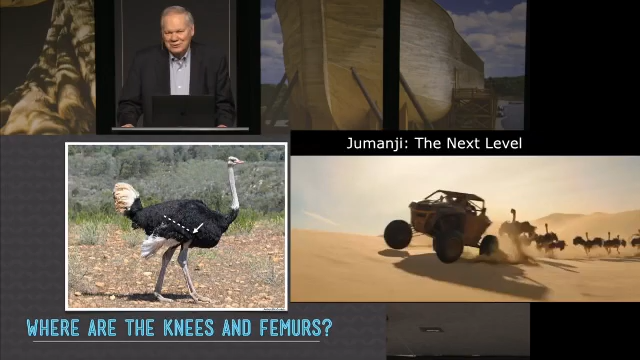 Jumanji: The Next Level
WHERE ARE THE KNEES AND FEMURS?